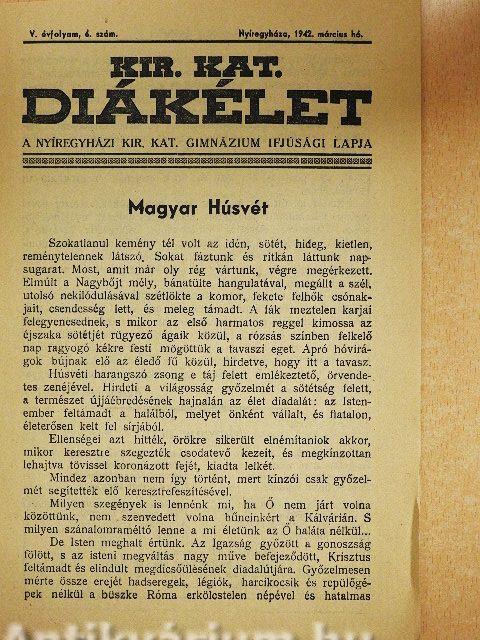 V. évfolyam, 6. szám. Nyíregyháza, 1942. március hó.
KIR. KAT.
DIÁKÉLET
A NYÍREGYHÁZI KIR. KAT. GIMNÁZIUM IFJÚSÁGI LAPJA
Magyar Húsvét
Szokatlanul kemény tél volt az idén, sötét, hideg, kietlen,
reménytelennek látszó. Sokat fáztunk és ritkán láttunk nap-
sugarat. Most, amit már oly rég vártunk, végre megérkezett.
Elmúlt a Nagybőjt mély, bánatülte hangulatával, megállt a szél,
utolsó nekilódulásával szétlökte a komor, fekete felhők csónak-
jait, csendesség lett, és meleg támadt. A fák meztelen karjai
felegyenesednek, s mikor az első harmatos reggel kimossa az
éjszaka sötétjét rügyező ágaik közül, a rózsás színben felkelő
nap ragyogó kékre festi mögöttük a tavaszi eget. Apró hóvirá-
gok bújnak elő az éledő fű közül, hirdetve, hogy itt a tavasz.
Húsvéti harangszó zsong e táj felett emlékeztető, örvende-
tes zenéjével. Hirdeti a világosság győzelmét a sötétség felett,
a természet újjáébredésének hajnalán az élet diadalát: az Isten-
ember feltámadt a halálból, melyet önként vállalt, és fiatalon,
életerősen kelt fel sírjából.
Ellenségei azt hitték, örökre sikerült elnémítaniok akkor,
mikor keresztre szegezték csodatevő kezeit, és megkínzottan
lehajtva tövissel koronázott fejét, kiadta lelkét.
Mindez azonban nem így történt, mert kínzói csak győzel-
mét segítették elő keresztrefeszítésével.
Milyen szegények is lennénk mi, ha Ő nem járt volna
közöttünk, nem szenvedett volna bűneinkért a Kálvárián. S
milyen szánalomraméltó lenne a mi életünk az Ő halála nélkül...
De Isten meghalt értünk. Az Igazság győzött a gonoszság
fölött, s az isteni megváltás nagy műve befejeződött, Krisztus
feltámadt és elindult megdicsőülésének diadalútjára. Győzelmesen
mérte össze erejét hadseregek, légiók, harcikocsik és repülőgé-
pek nélkül a büszke Róma erkölcstelen népével és hatalmas